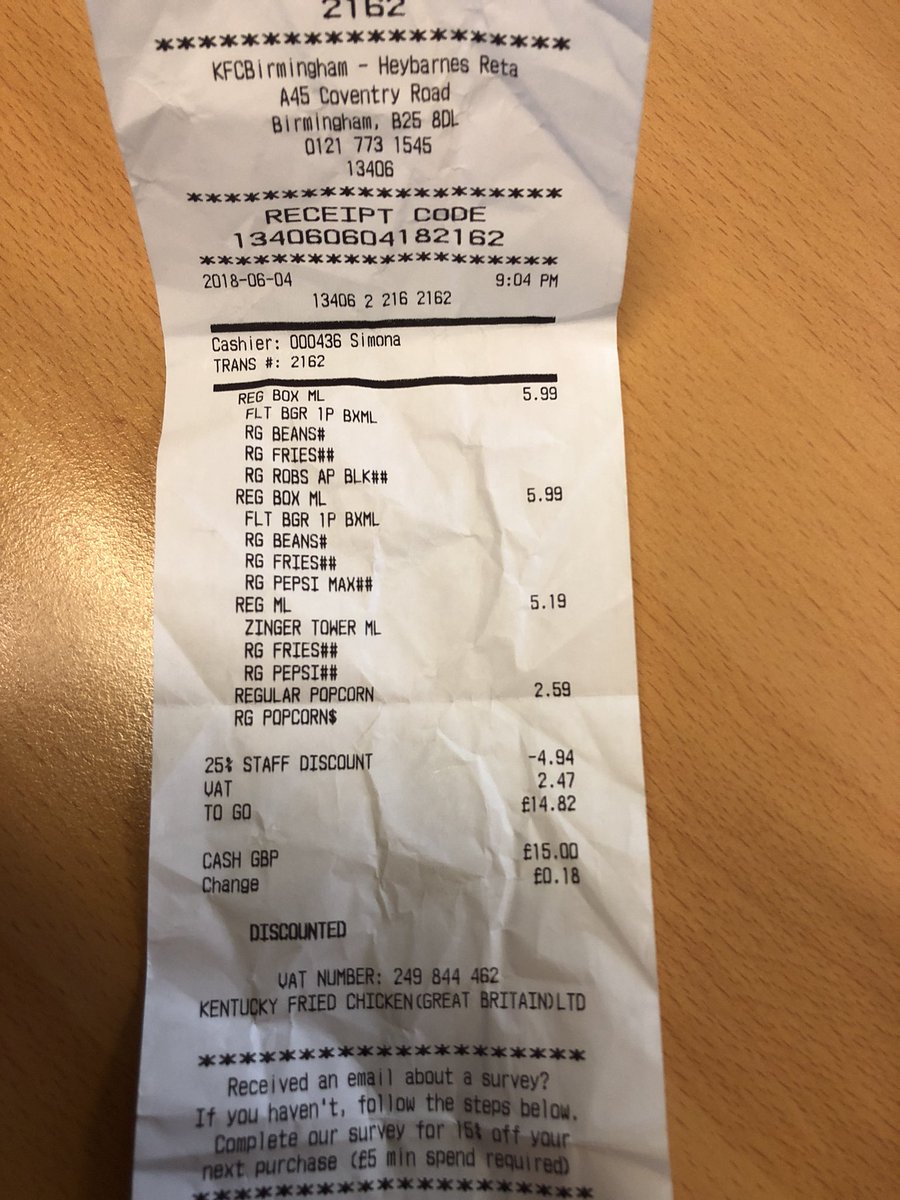 2162
********************
KFCBirmingham - Heybarnes Reta
A45 Coventry Road
Birmingham, B25 8DL
0121 773 1545
13406
********************
RECEIPT CODE
134060604182162
********************
2018-06-04 9:04 PM
13406 2 216 2162
Cashier: 000436 Simona
TRANS #: 2162
REG BOX ML 5.99
FLT BGR 1P BXML
RG BEANS#
RG FRIES##
RG ROBS AP BLK##
REG BOX ML 5.99
FLT BGR 1P BXML
RG BEANS#
RG FRIES##
RG PEPSI MAX##
REG ML 5.19
ZINGER TOWER ML
RG FRIES##
RG PEPSI##
REGULAR POPCORN 2.59
RG POPCORN$
25% STAFF DISCOUNT -4.94
VAT 2.47
TO GO £14.82
CASH GBP £15.00
Change £0.18
DISCOUNTED
VAT NUMBER: 249 844 462
KENTUCKY FRIED CHICKEN(GREAT BRITAIN)LTD
********************
Received an email about a survey?
If you haven't, follow the steps below.
Complete our survey for 15% off your
next purchase (£5 min spend required)
********************